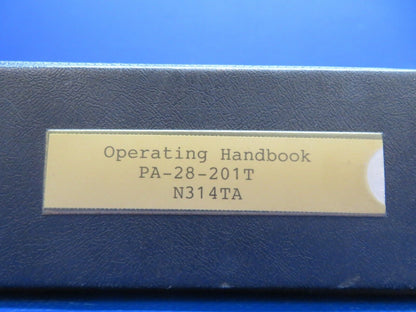 Operating Handbook
PA-28-201T
N314TA